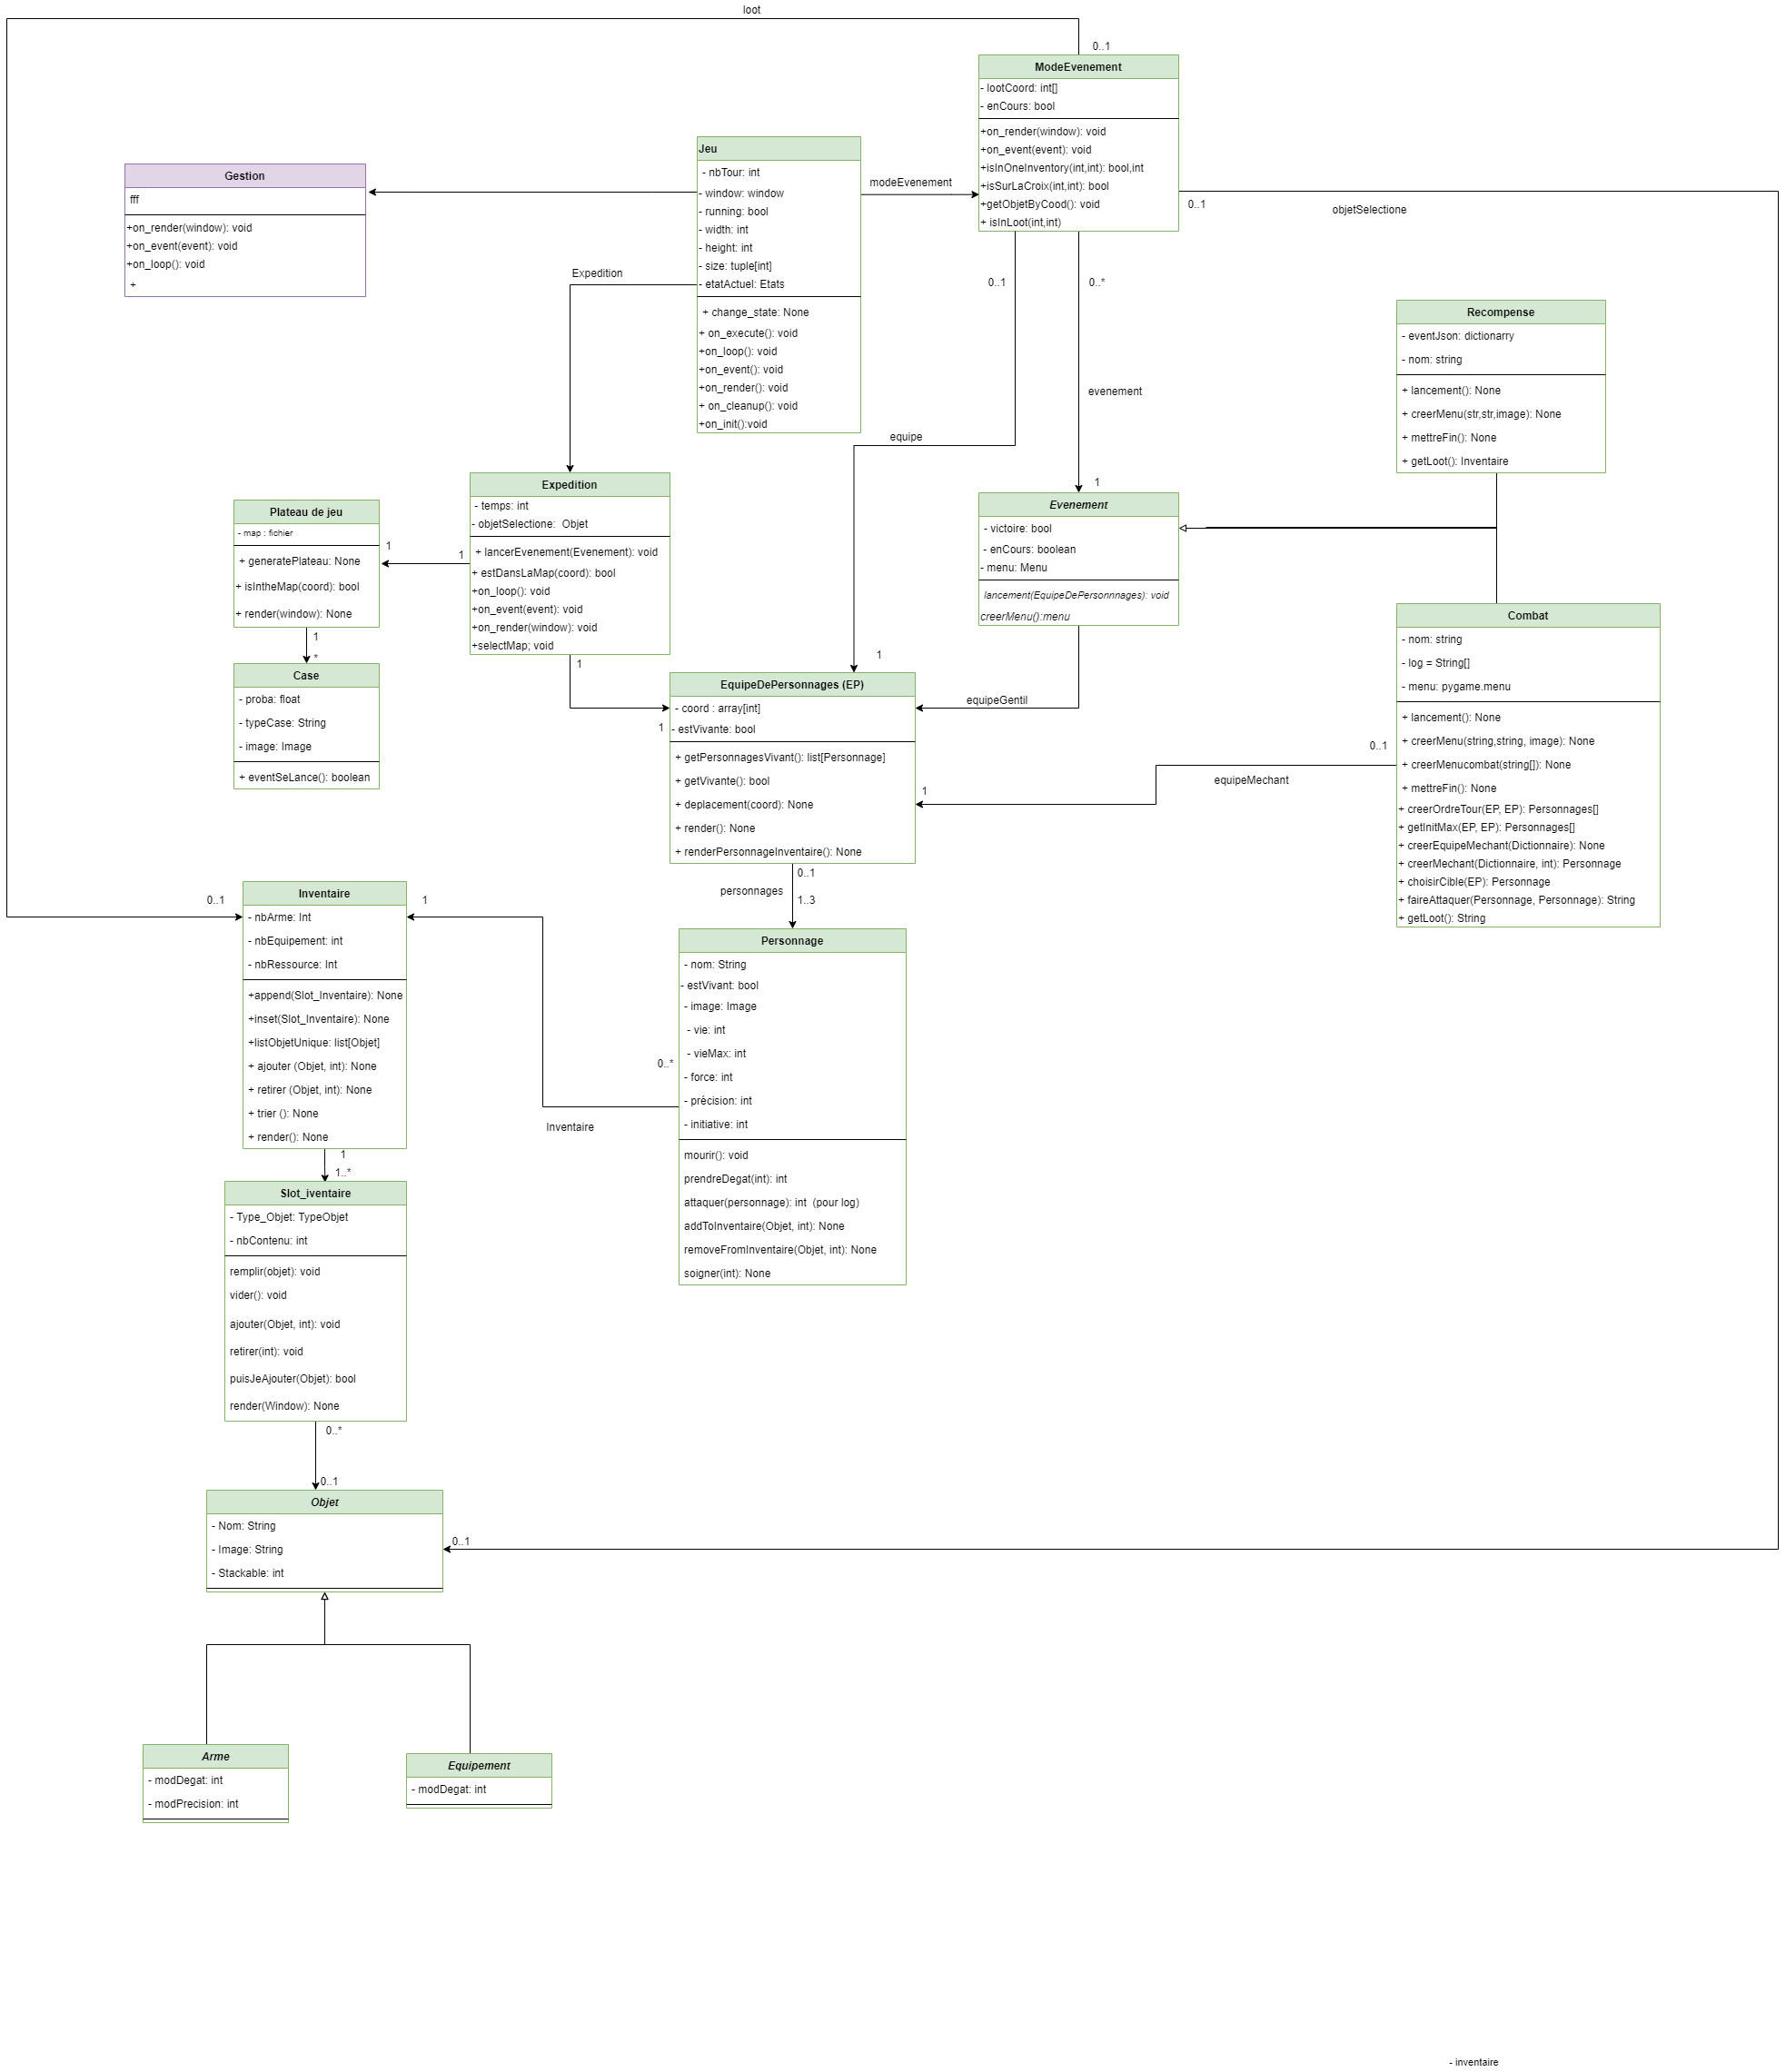 loot
0..1
ModeEvenement
- lootCoord: int[]
- enCours: bool
+on_render(window): void
+on_event(event): void
+isInOneInventory(int,int): bool,int
+isSurLaCroix(int,int): bool
+getObjetByCood(): void
+ isInLoot(int,int)
0..1
objetSelectione
modeEvenement
Jeu
- nbTour: int
- window: window
- running: bool
- width: int
- height: int
- size: tuple[int]
- etatActuel: Etats
+ change_state: None
+ on_execute(): void
+on_loop(): void
+on_event(): void
+on_render(): void
+ on_cleanup(): void
+on_init():void
Gestion
fff
+on_render(window): void
+on_event(event): void
+on_loop(): void
+
Expedition
0..1
0..*
evenement
equipe
1
Recompense
- eventJson: dictionarry
- nom: string
+ lancement(): None
+ creerMenu(str,str,image): None
+ mettreFin(): None
+ getLoot(): Inventaire
Expedition
- temps: int
- objetSelectione:  Objet
+ lancerEvenement(Evenement): void
+ estDansLaMap(coord): bool
+on_loop(): void
+on_event(event): void
+on_render(window): void
+selectMap; void
1
1
1
Plateau de jeu
- map : fichier
+ generatePlateau: None
+ isIntheMap(coord): bool
+ render(window): None
1
*
Case
- proba: float
- typeCase: String
- image: Image
+ eventSeLance(): boolean
Evenement
- victoire: bool
- enCours: boolean
- menu: Menu
lancement(EquipeDePersonnnages): void
creerMenu():menu
equipeGentil
1
1
EquipeDePersonnages (EP)
- coord : array[int]
- estVivante: bool
+ getPersonnagesVivant(): list[Personnage]
+ getVivante(): bool
+ deplacement(coord): None
+ render(): None
+ renderPersonnageInventaire(): None
1
equipeMechant
0..1
Combat
- nom: string
- log = String[]
- menu: pygame.menu
+ lancement(): None
+ creerMenu(string,string, image): None
+ creerMenucombat(string[]): None
+ mettreFin(): None
+ creerOrdreTour(EP, EP): Personnages[]
+ getInitMax(EP, EP): Personnages[]
+ creerEquipeMechant(Dictionnaire): None
+ creerMechant(Dictionnaire, int): Personnage
+ choisirCible(EP): Personnage
+ faireAttaquer(Personnage, Personnage): String
+ getLoot(): String
0..1
personnages
1..3
Personnage
- nom: String
- estVivant: bool
- image: Image
- vie: int
- vieMax: int
- force: int
- précision: int
- initiative: int
mourir(): void
prendreDegat(int): int
attaquer(personnage): int  (pour log)
addToInventaire(Objet, int): None
removeFromInventaire(Objet, int): None
soigner(int): None
0..*
Inventaire
1
0..1
Inventaire
- nbArme: Int
- nbEquipement: int
- nbRessource: Int
+append(Slot_Inventaire): None
+inset(Slot_Inventaire): None
+listObjetUnique: list[Objet]
+ ajouter (Objet, int): None
+ retirer (Objet, int): None
+ trier (): None
+ render(): None
1
1..*
Slot_iventaire
- Type_Objet: TypeObjet
- nbContenu: int
remplir(objet): void
vider(): void
ajouter(Objet, int): void
retirer(int): void
puisJeAjouter(Objet): bool
render(Window): None
0..*
0..1
Objet
- Nom: String
- Image: String
- Stackable: int
0..1
Arme
- modDegat: int
- modPrecision: int
Equipement
- modDegat: int
- inventaire